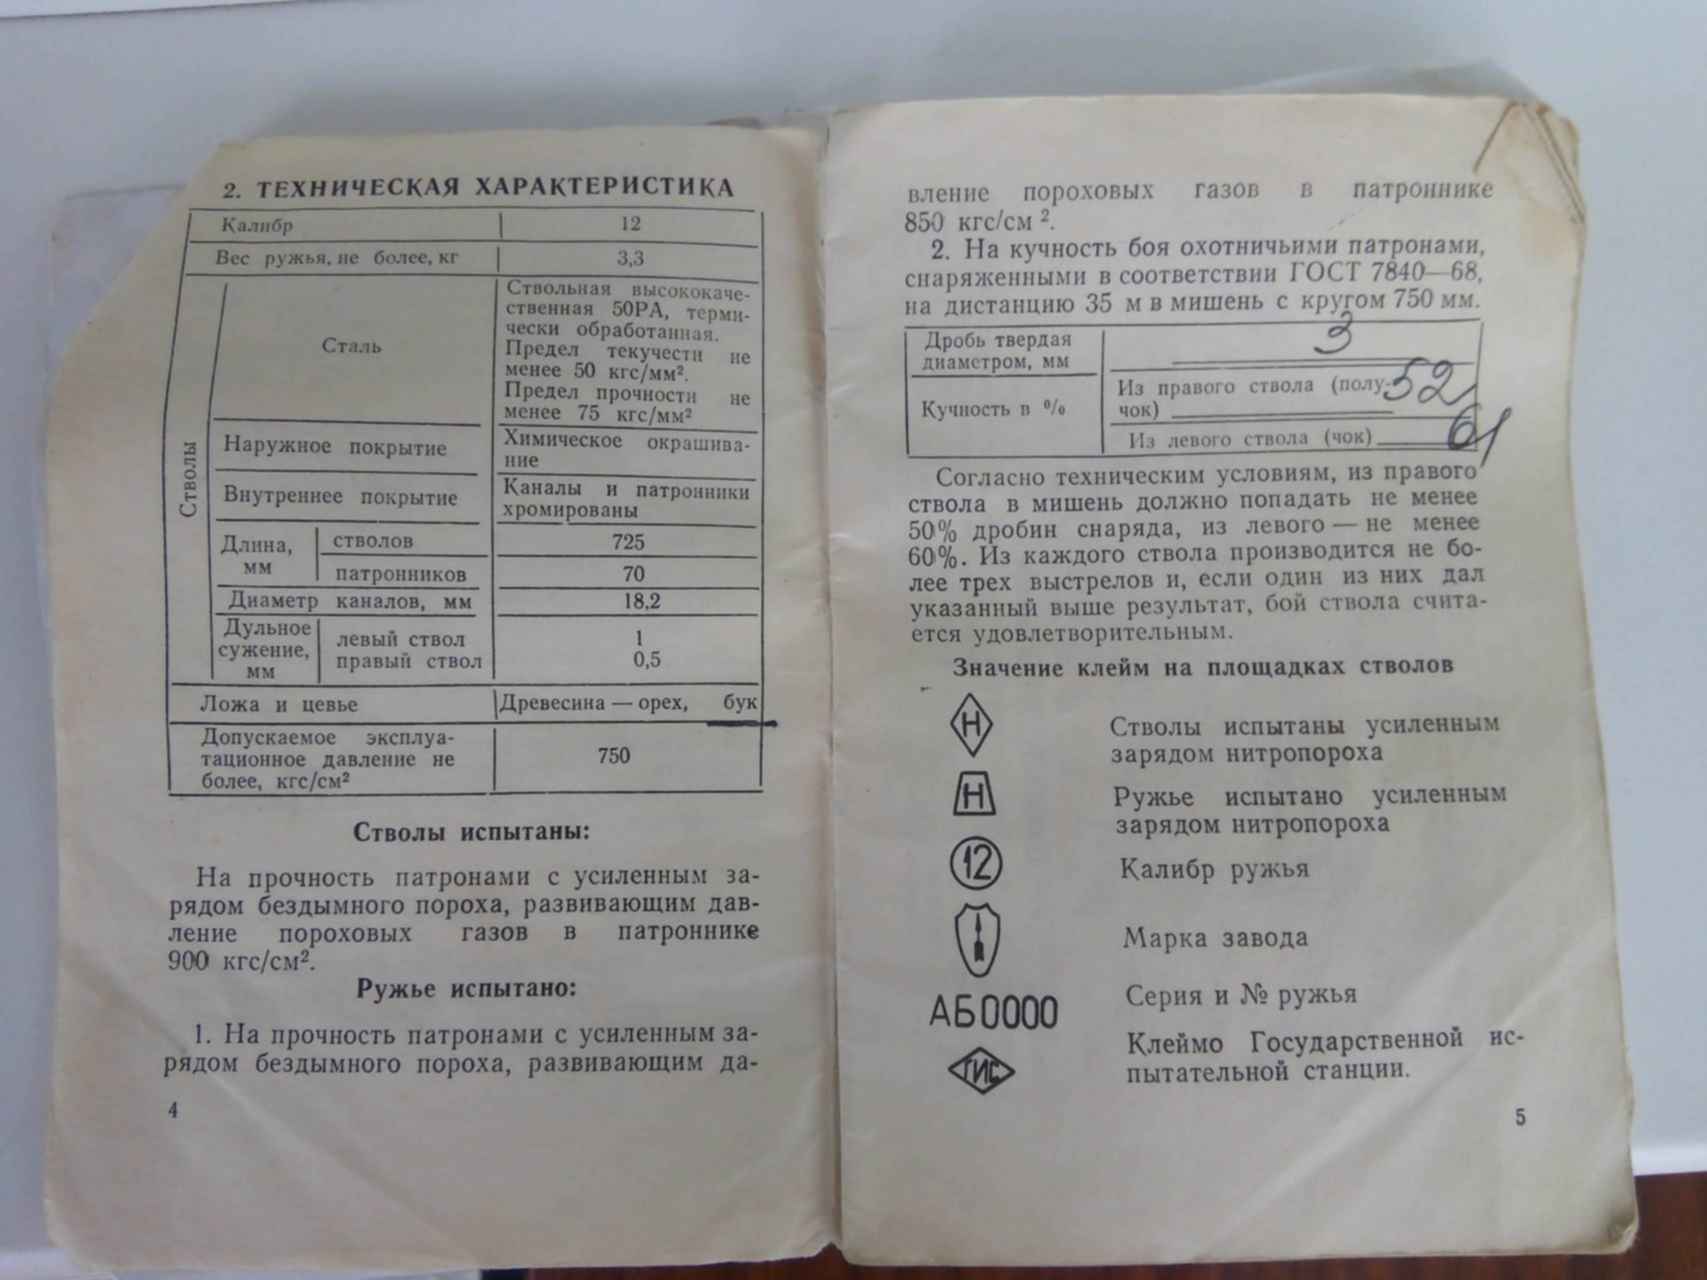 2. ТЕХНИЧЕСКАЯ ХАРАКТЕРИСТИКА
Калибр 12
Вес ружья, не более, кг 3,3
Стволы
Сталь
Ствольная высококаче-
ственная 50РА, терми-
чески обработанная.
Предел текучести не
менее 50 кгс/мм².
Предел прочности не
менее 75 кгс/мм²
Наружное покрытие
Химическое окрашива-
ние
Внутреннее покрытие
Каналы и патронники
хромированы
Длина,
мм
стволов 725
патронников 70
Диаметр каналов, мм 18,2
Дульное
сужение,
мм
левый ствол 1
правый ствол 0,5
Ложа и цевье Древесина — орех, бук
Допускаемое эксплуа-
тационное давление не
более, кгс/см²
750
Стволы испытаны:
На прочность патронами с усиленным за-
рядом бездымного пороха, развивающим дав-
ление пороховых газов в патроннике
900 кгс/см².
Ружье испытано:
1. На прочность патронами с усиленным за-
рядом бездымного пороха, развивающим да-
4
вление пороховых газов в патроннике
850 кгс/см².
2. На кучность боя охотничьими патронами,
снаряженными в соответствии ГОСТ 7840—68,
на дистанцию 35 м в мишень с кругом 750 мм.
Дробь твердая
диаметром, мм
3
Кучность в %
Из правого ствола (полу-
чок) 52
Из левого ствола (чок) 61
Согласно техническим условиям, из правого
ствола в мишень должно попадать не менее
50% дробин снаряда, из левого — не менее
60%. Из каждого ствола производится не бо-
лее трех выстрелов и, если один из них дал
указанный выше результат, бой ствола счита-
ется удовлетворительным.
Значение клейм на площадках стволов
Н
Стволы испытаны усиленным
зарядом нитропороха
Н
Ружье испытано усиленным
зарядом нитропороха
12 Калибр ружья
Марка завода
АБ0000 Серия и № ружья
ГИС
Клеймо Государственной ис-
пытательной станции.
5